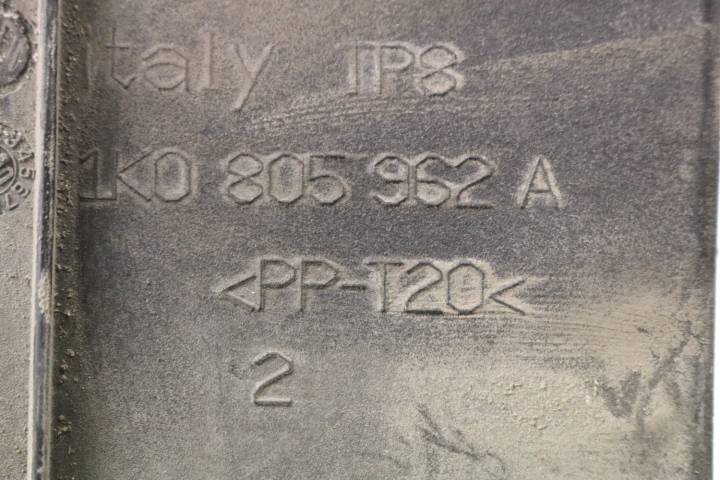 Italy TP8
1K0 805 962 A
<PP-T20<
2